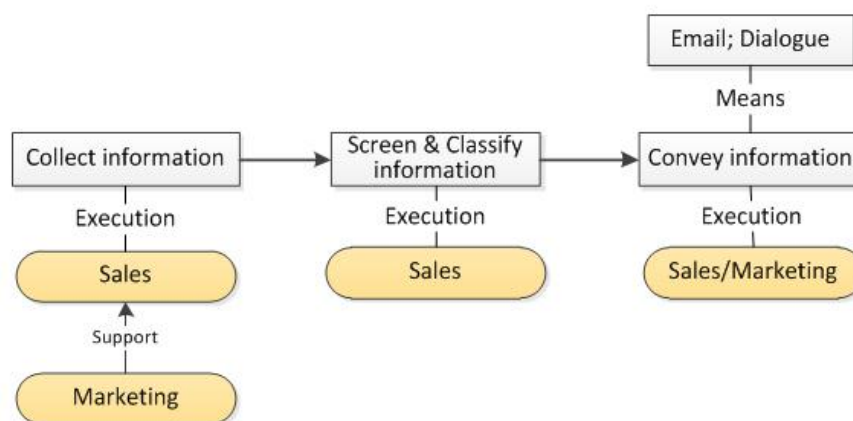 Email; Dialogue
Means
Collect information
Screen & Classify
information
Convey information
Execution
Execution
Execution
Sales
Sales
Sales/Marketing
Support
Marketing